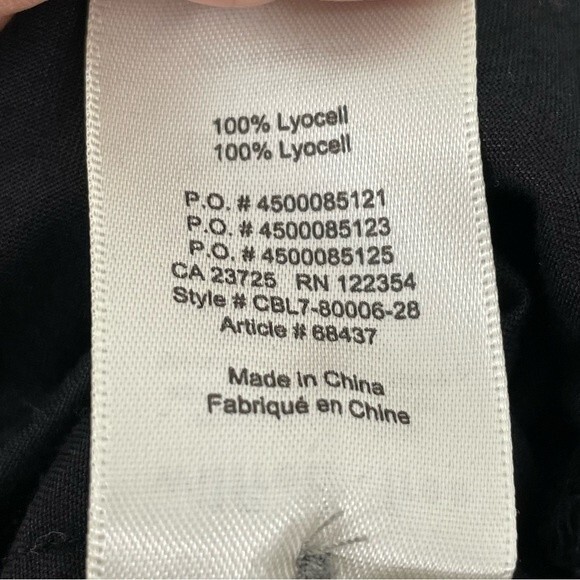 100% Lyocell
100% Lyocell
P.O. # 4500085121
P.O. # 4500085123
P.O. # 4500085125
CA 23725 RN 122354
Style # CBL7-80006-28
Article # 68437
Made in China
Fabriqué en Chine